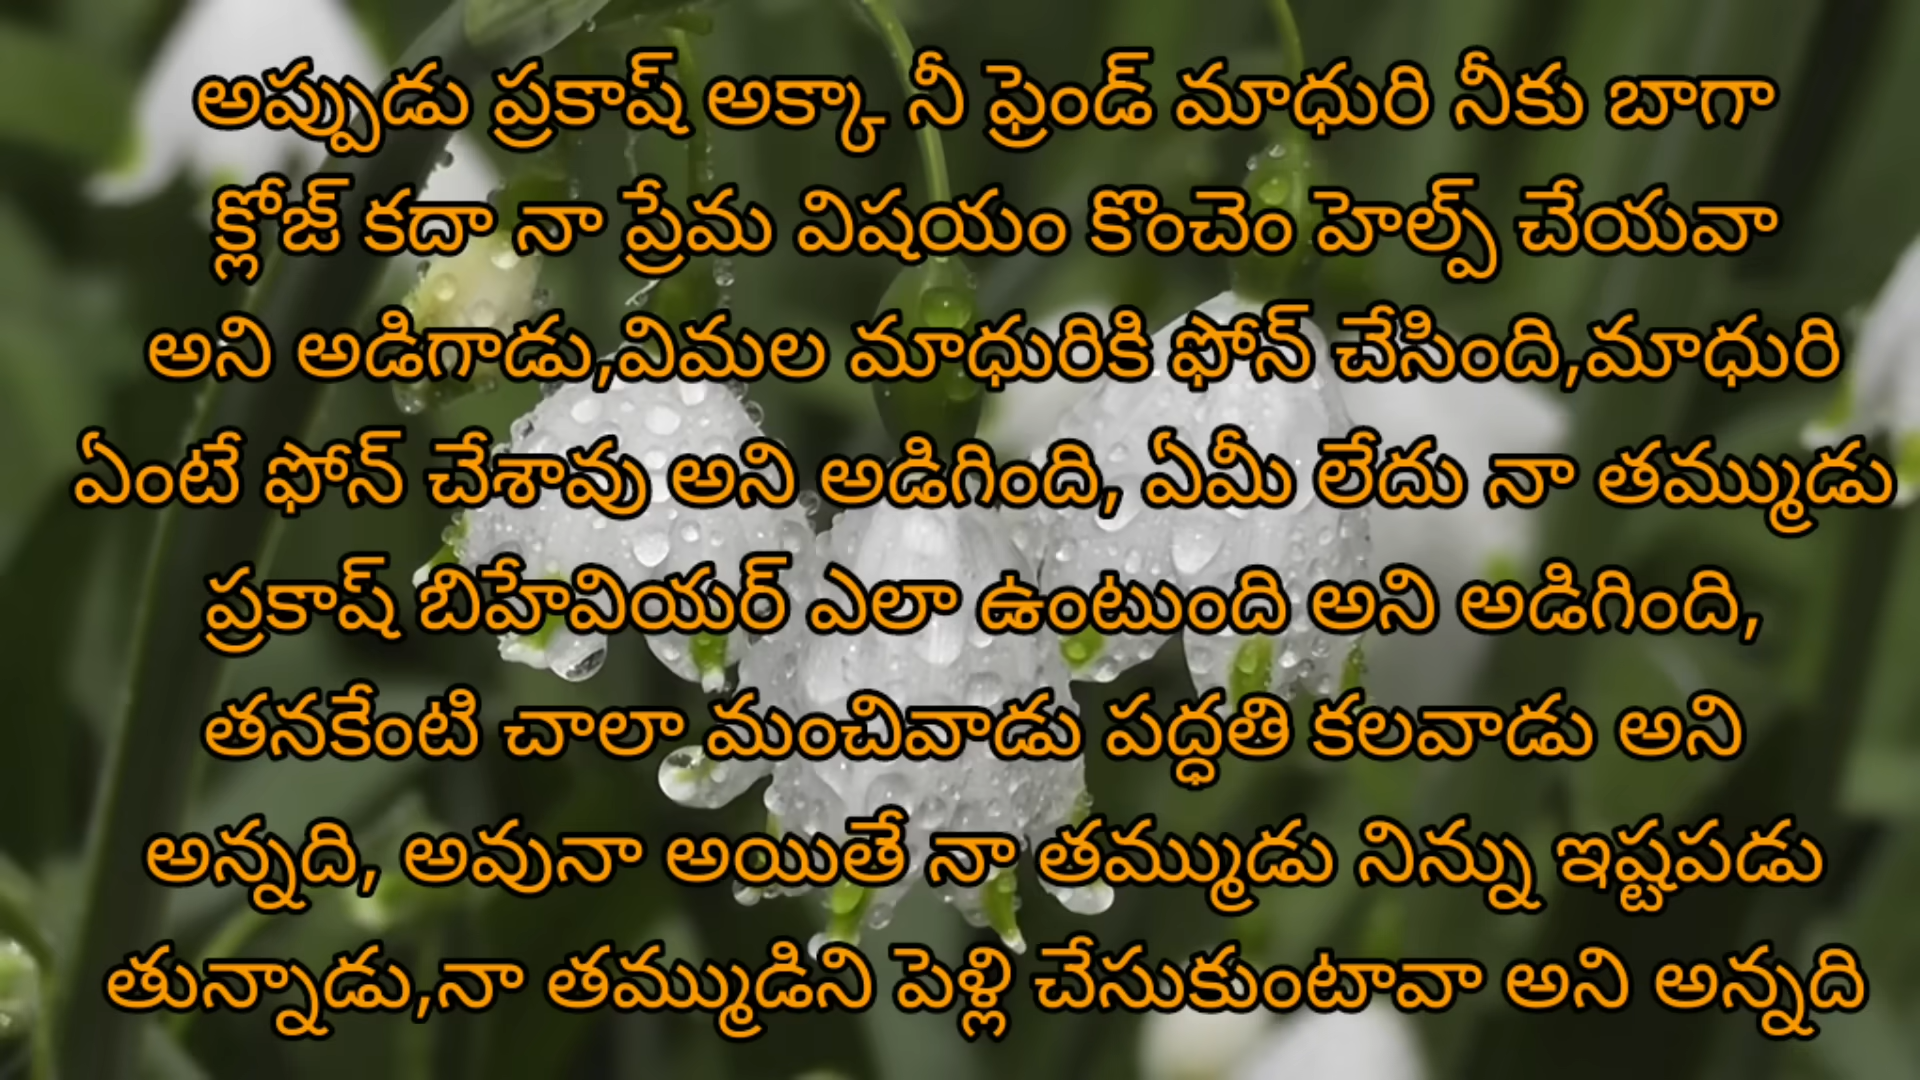 అప్పుడు ప్రకాష్ అక్కా నీ ఫ్రెండ్ మాధురి నీకు బాగా
క్లోజ్ కదా నా ప్రేమ విషయం కొంచెం హెల్ప్ చేయవా
అని అడిగాడు,విమల మాధురికి ఫోన్ చేసింది,మాధురి
ఏంటే ఫోన్ చేశావు అని అడిగింది, ఏమీ లేదు నా తమ్ముడు
ప్రకాష్ బిహేవియర్ ఎలా ఉంటుంది అని అడిగింది,
తనకేంటి చాలా మంచివాడు పద్ధతి కలవాడు అని
అన్నది, అవునా అయితే నా తమ్ముడు నిన్ను ఇష్టపడు
తున్నాడు,నా తమ్ముడిని పెళ్లి చేసుకుంటావా అని అన్నది